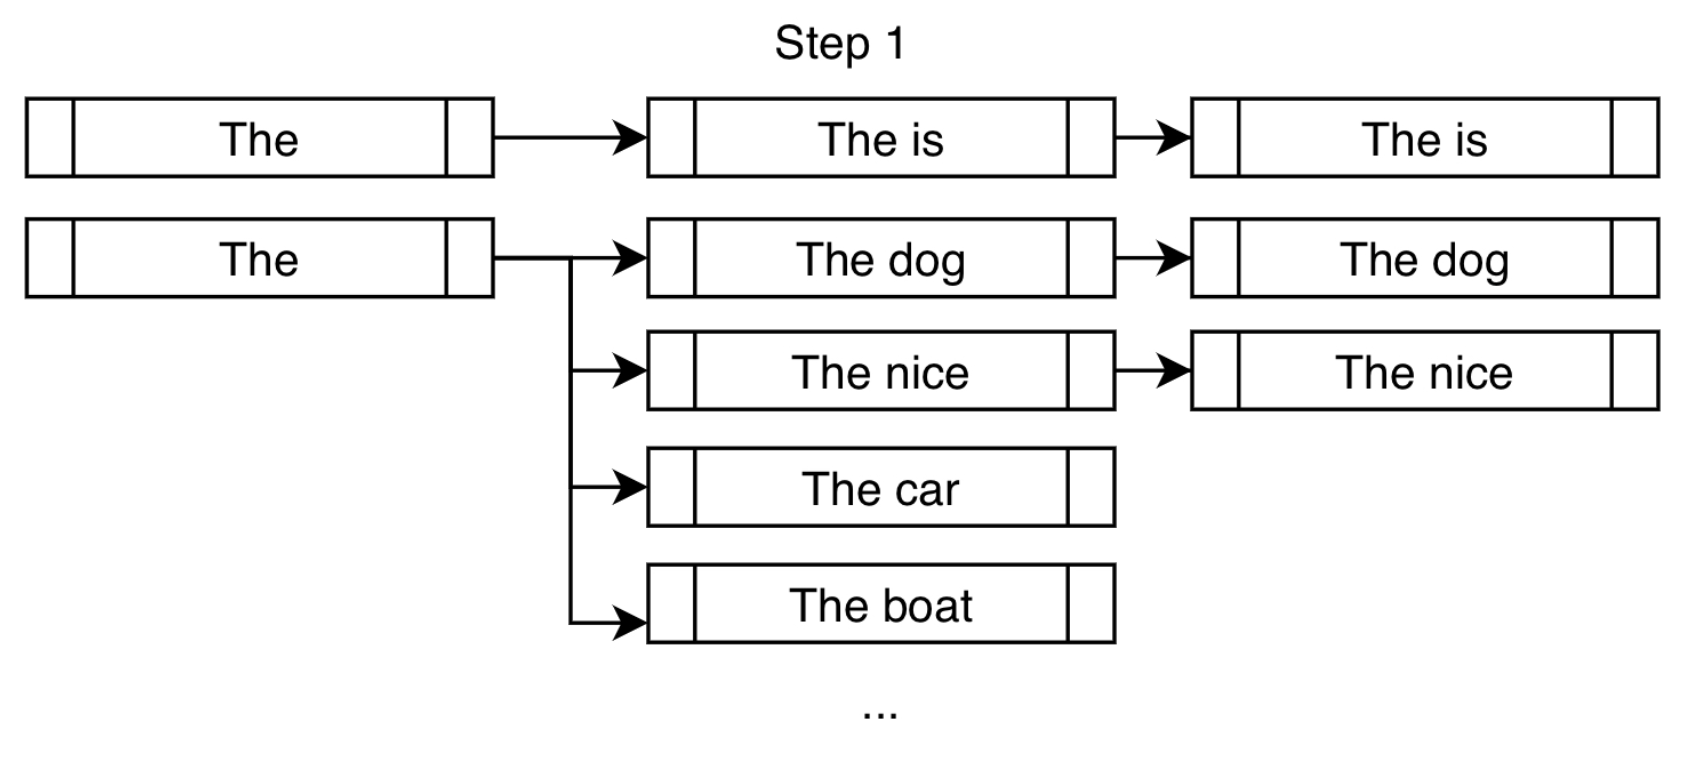 Step 1
The The is The is
The The dog The dog
The nice The nice
The car
The boat
...